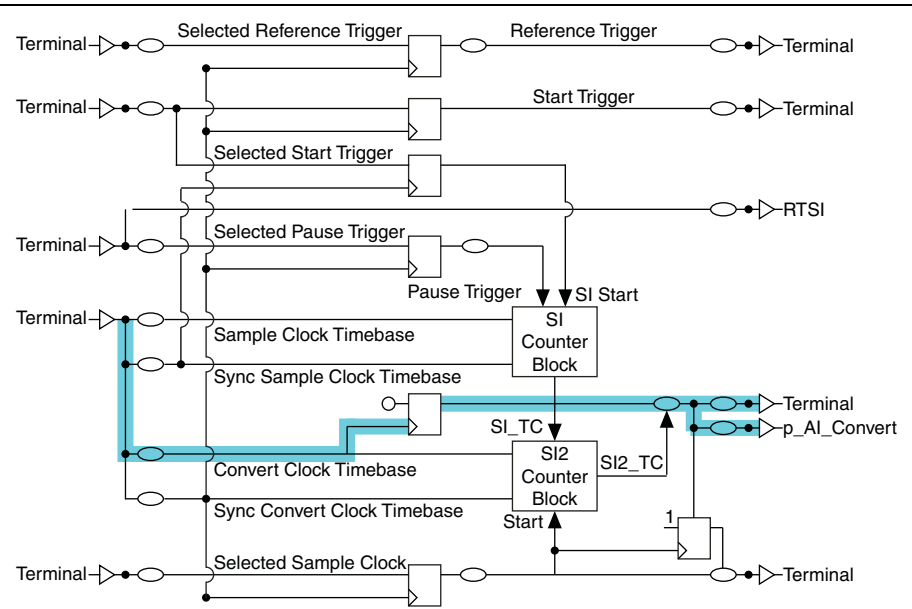 Terminal Selected Reference Trigger Reference Trigger Terminal
Terminal Start Trigger Terminal
Selected Start Trigger
RTSI
Terminal Selected Pause Trigger
Pause Trigger SI Start
Terminal
Sample Clock Timebase
SI
Counter
Block
Sync Sample Clock Timebase
Terminal
SI_TC
p_AI_Convert
Convert Clock Timebase
SI2
Counter
Block
SI2_TC
Sync Convert Clock Timebase
Start
1
Terminal Selected Sample Clock Terminal